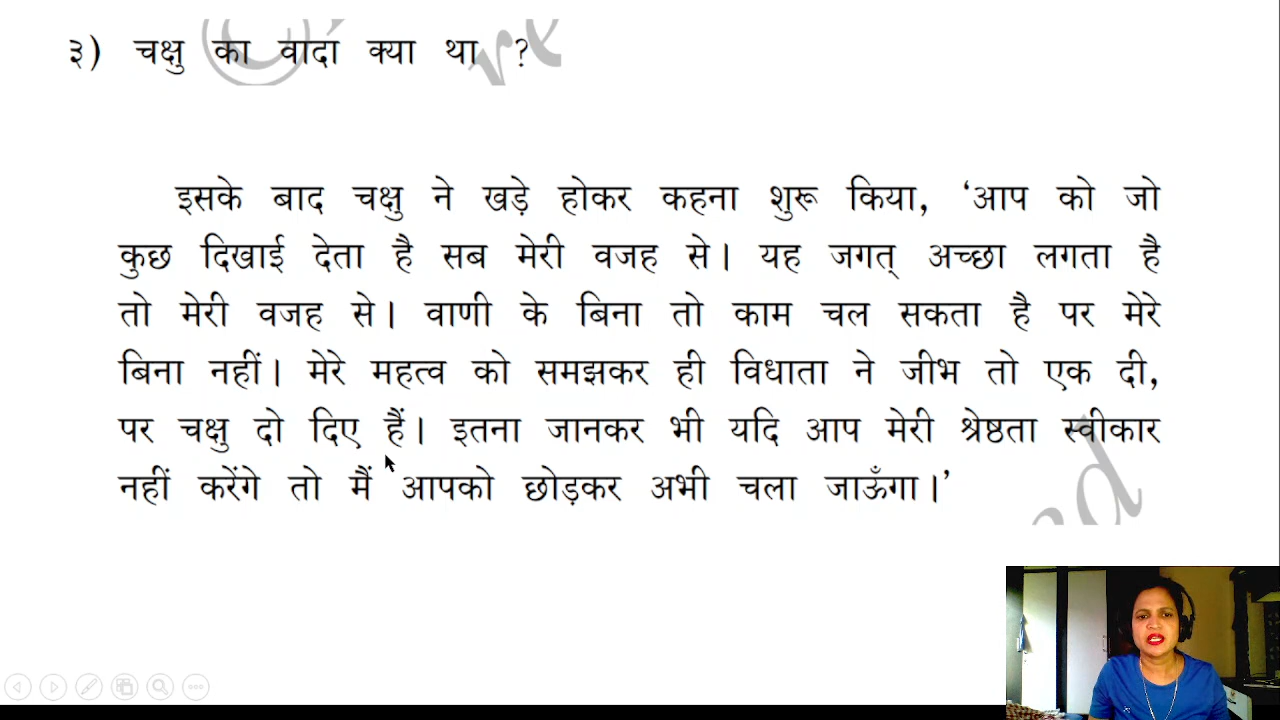 ३) चक्षु का वादा क्या था ?
इसके बाद चक्षु ने खड़े होकर कहना शुरू किया, ‘आप को जो
कुछ दिखाई देता है सब मेरी वजह से। यह जगत् अच्छा लगता है
तो मेरी वजह से। वाणी के बिना तो काम चल सकता है पर मेरे
बिना नहीं। मेरे महत्व को समझकर ही विधाता ने जीभ तो एक दी,
पर चक्षु दो दिए हैं। इतना जानकर भी यदि आप मेरी श्रेष्ठता स्वीकार
नहीं करेंगे तो मैं आपको छोड़कर अभी चला जाऊँगा।’